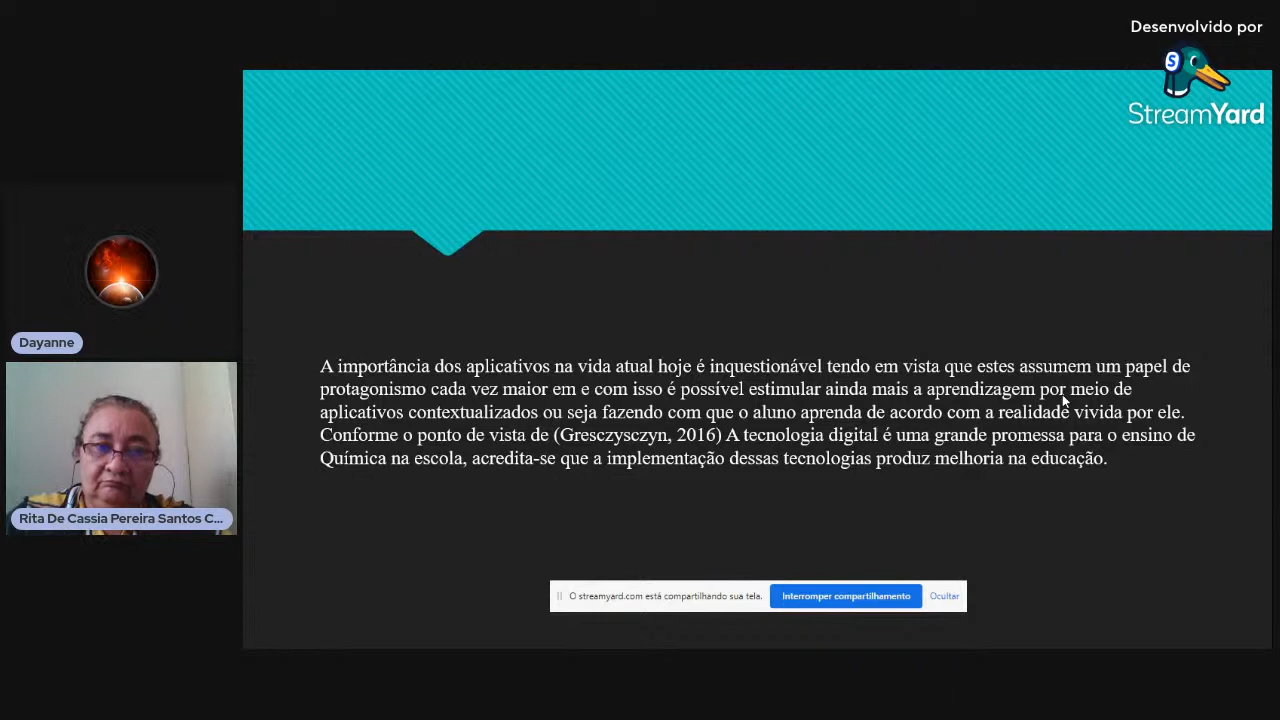 Desenvolvido por
S
StreamYard
Dayanne
Rita De Cassia Pereira Santos C...
A importância dos aplicativos na vida atual hoje é inquestionável tendo em vista que estes assumem um papel de
protagonismo cada vez maior em e com isso é possível estimular ainda mais a aprendizagem por meio de
aplicativos contextualizados ou seja fazendo com que o aluno aprenda de acordo com a realidade vivida por ele.
Conforme o ponto de vista de (Gresczysczyn, 2016) A tecnologia digital é uma grande promessa para o ensino de
Química na escola, acredita-se que a implementação dessas tecnologias produz melhoria na educação.
O streamyard.com está compartilhando sua tela. Interromper compartilhamento Ocultar